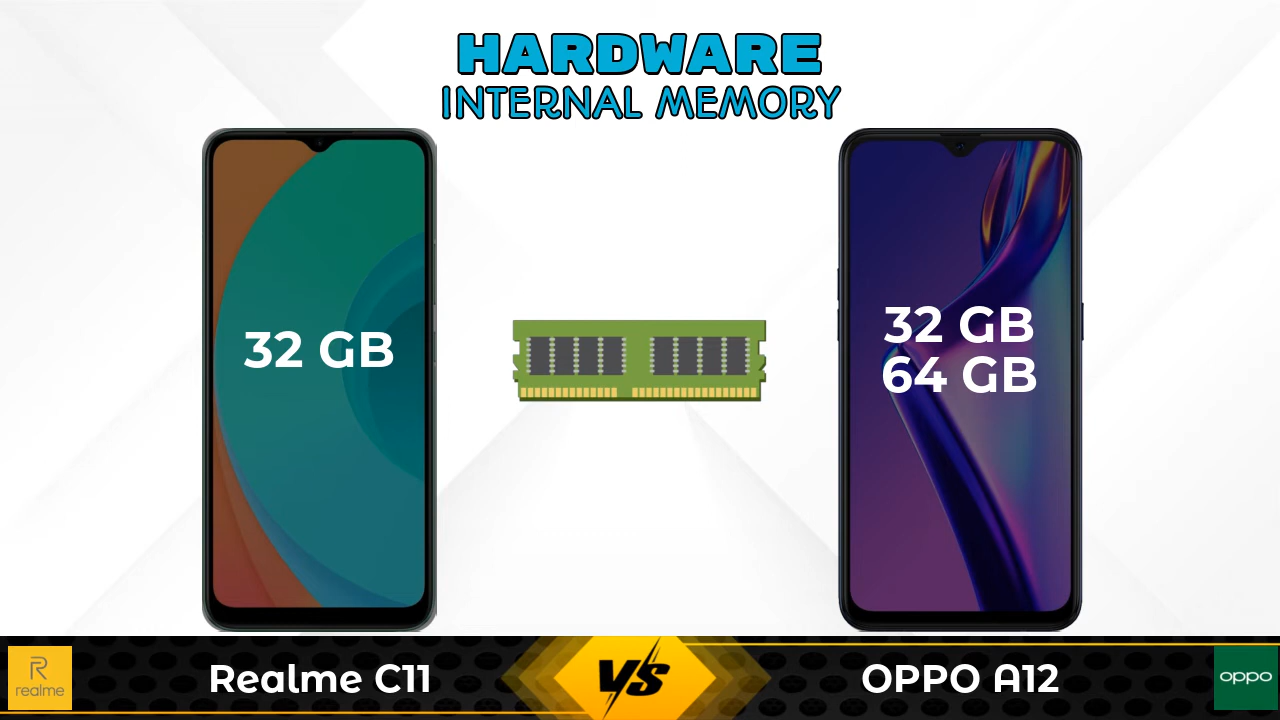 HARDWARE
INTERNAL MEMORY
32 GB
32 GB
64 GB
R
realme
Realme C11
VS
OPPO A12
oppo